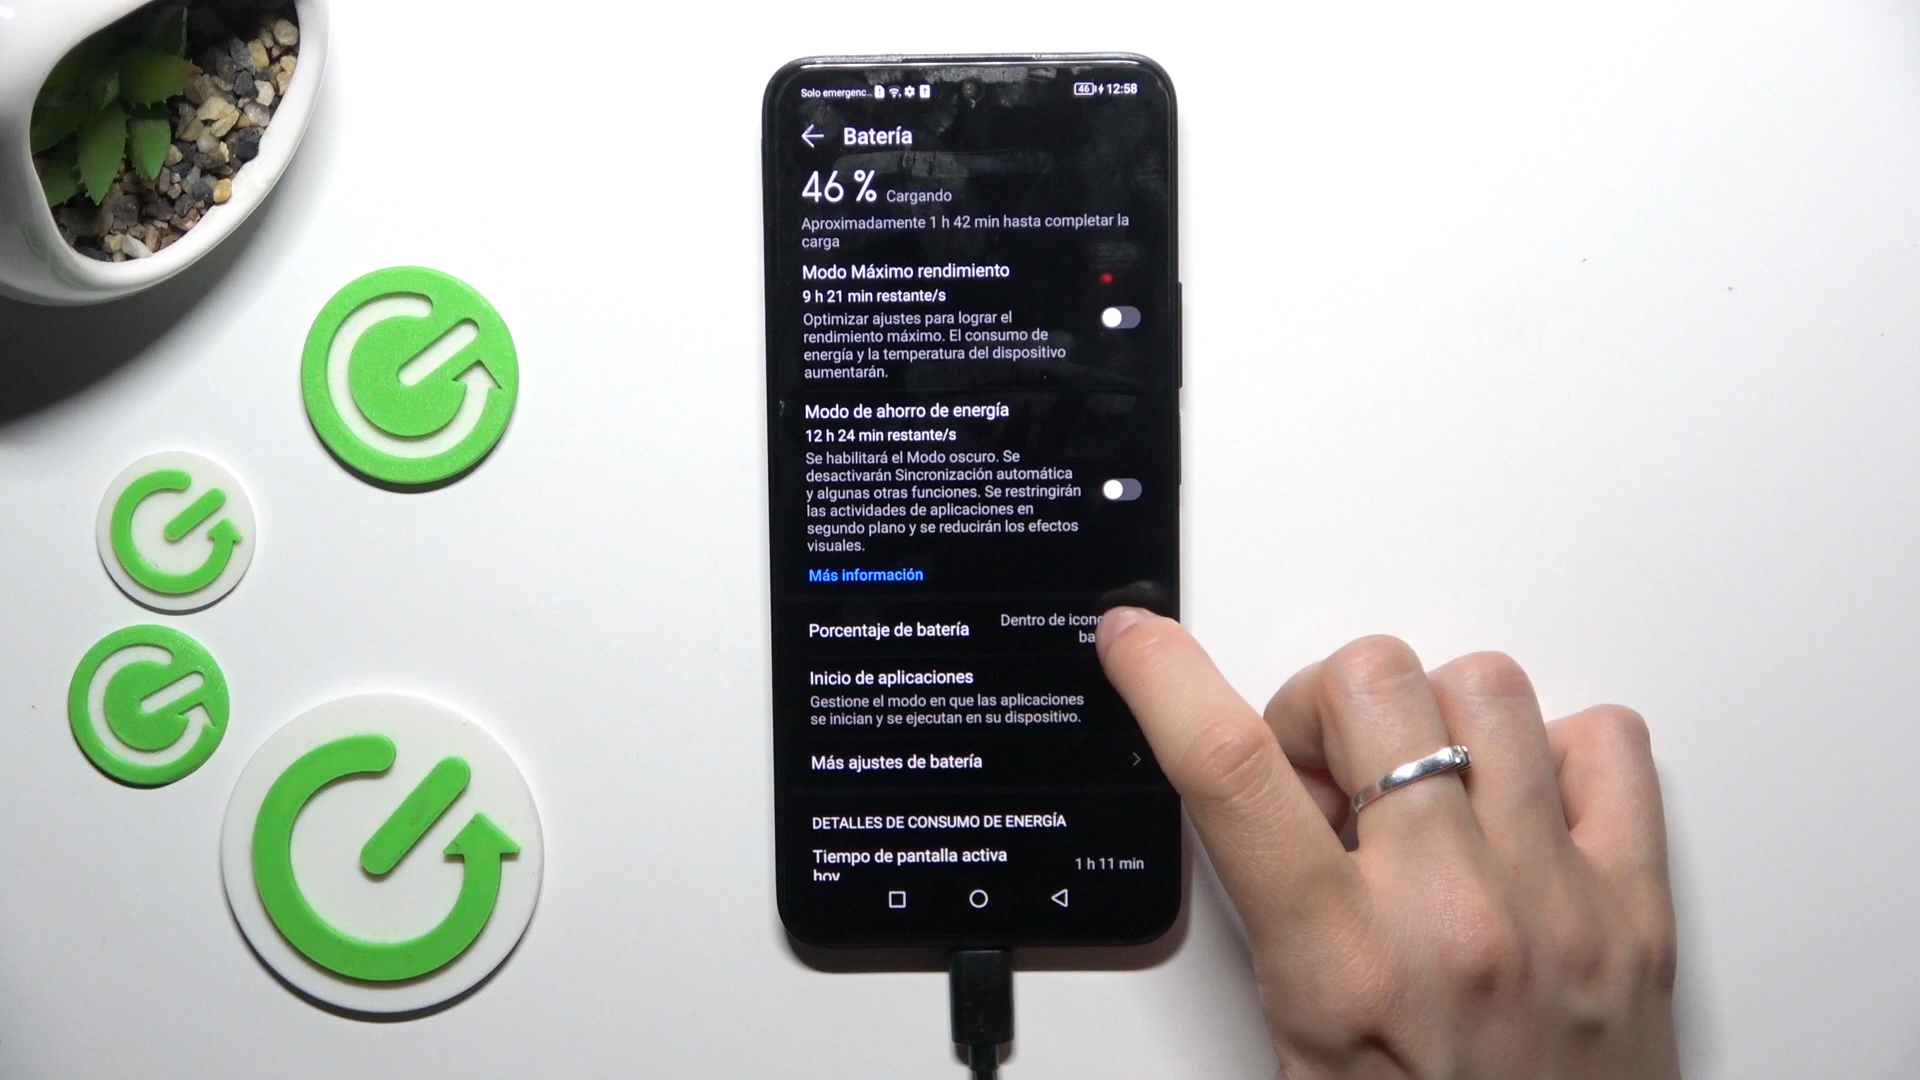 Solo emergenc...
46 12:58
Batería
46 % Cargando
Aproximadamente 1 h 42 min hasta completar la
carga
Modo Máximo rendimiento
9 h 21 min restante/s
Optimizar ajustes para lograr el
rendimiento máximo. El consumo de
energía y la temperatura del dispositivo
aumentarán.
Modo de ahorro de energía
12 h 24 min restante/s
Se habilitará el Modo oscuro. Se
desactivarán Sincronización automática
y algunas otras funciones. Se restringirán
las actividades de aplicaciones en
segundo plano y se reducirán los efectos
visuales.
Más información
Porcentaje de batería
Dentro de
Inicio de aplicaciones
Gestione el modo en que las aplicaciones
se inician y se ejecutan en su dispositivo.
Más ajustes de batería
DETALLES DE CONSUMO DE ENERGÍA
Tiempo de pantalla activa
hoy
1 h 11 min